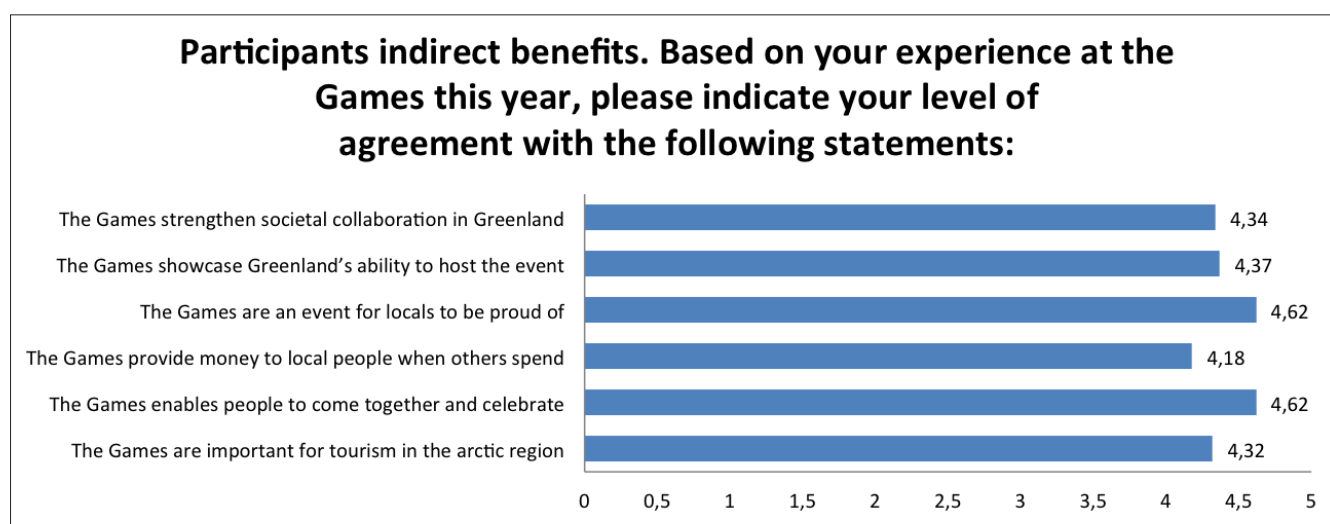 Participants indirect benefits. Based on your experience at the
Games this year, please indicate your level of
agreement with the following statements:
The Games strengthen societal collaboration in Greenland
4,34
The Games showcase Greenland’s ability to host the event
4,37
The Games are an event for locals to be proud of
4,62
The Games provide money to local people when others spend
4,18
The Games enables people to come together and celebrate
4,62
The Games are important for tourism in the arctic region
4,32
0 0,5 1 1,5 2 2,5 3 3,5 4 4,5 5